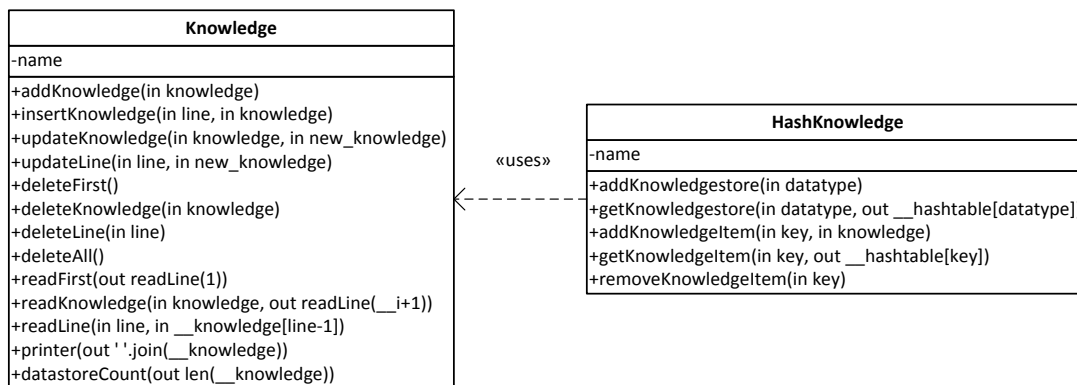 Knowledge
-name
+addKnowledge(in knowledge)
+insertKnowledge(in line, in knowledge)
+updateKnowledge(in knowledge, in new_knowledge)
+updateLine(in line, in new_knowledge)
+deleteFirst()
+deleteKnowledge(in knowledge)
+deleteLine(in line)
+deleteAll()
+readFirst(out readLine(1))
+readKnowledge(in knowledge, out readLine(__i+1))
+readLine(in line, in __knowledge[line-1])
+printer(out ' '.join(__knowledge))
+datastoreCount(out len(__knowledge))
«uses»
HashKnowledge
-name
+addKnowledgestore(in datatype)
+getKnowledgestore(in datatype, out __hashtable[datatype])
+addKnowledgeItem(in key, in knowledge)
+getKnowledgeItem(in key, out __hashtable[key])
+removeKnowledgeItem(in key)